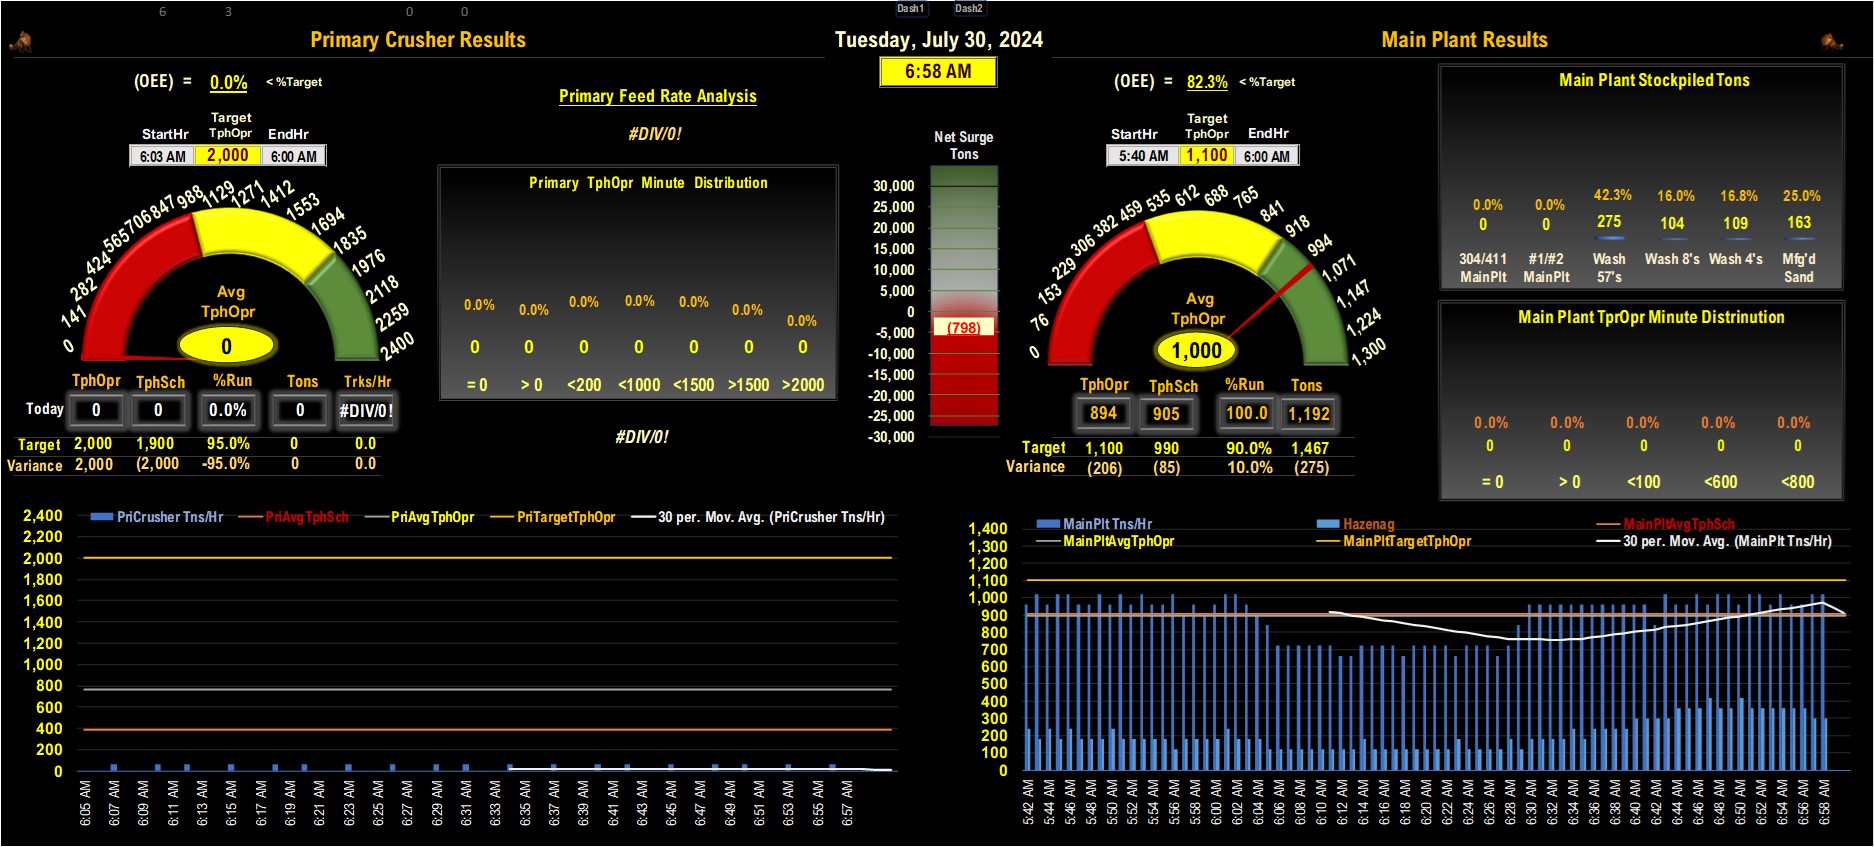 6 3 0 0 Dash1 Dash2
Primary Crusher Results
Tuesday, July 30, 2024
Main Plant Results
6:58 AM
(OEE) = 0.0% < %Target
Primary Feed Rate Analysis
#DIV/0!
Target
StartHr TphOpr EndHr
6:03 AM 2,000 6:00 AM
0 141 282 424 565 706 847 988 1129 1271 1412 1553 1694 1835 1976 2118 2259 2400
Avg
TphOpr
0
TphOpr TphSch %Run Tons Trks/Hr
Today 0 0 0.0% 0 #DIV/0!
Target 2,000 1,900 95.0% 0 0.0
Variance 2,000 (2,000 -95.0% 0 0.0
Primary TphOpr Minute Distribution
0.0% 0.0% 0.0% 0.0% 0.0% 0.0% 0.0%
0 0 0 0 0 0 0
= 0 > 0 <200 <1000 <1500 >1500 >2000
#DIV/0!
Net Surge
Tons
30,000
25,000
20,000
15,000
10,000
5,000
0
-5,000
-10,000
-15,000
-20,000
-25,000
-30,000
(798)
(OEE) = 82.3% < %Target
Target
StartHr TphOpr EndHr
5:40 AM 1,100 6:00 AM
0 76 153 229 306 382 459 535 612 688 765 841 918 994 1,071 1,147 1,224 1,300
Avg
TphOpr
1,000
TphOpr TphSch %Run Tons
894 905 100.0 1,192
Target 1,100 990 90.0% 1,467
Variance (206) (85) 10.0% (275)
Main Plant Stockpiled Tons
0.0% 0.0% 42.3% 16.0% 16.8% 25.0%
0 0 275 104 109 163
304/411 #1/#2 Wash Wash 8's Wash 4's Mfg'd
MainPlt MainPlt 57's Sand
Main Plant TprOpr Minute Distrinution
0.0% 0.0% 0.0% 0.0% 0.0%
0 0 0 0 0
= 0 > 0 <100 <600 <800
PriCrusher Tns/Hr PriAvgTphSch PriAvgTphOpr PriTargetTphOpr 30 per. Mov. Avg. (PriCrusher Tns/Hr)
2,400
2,200
2,000
1,800
1,600
1,400
1,200
1,000
800
600
400
200
0
6:05 AM 6:07 AM 6:09 AM 6:11 AM 6:13 AM 6:15 AM 6:17 AM 6:19 AM 6:21 AM 6:23 AM 6:25 AM 6:27 AM 6:29 AM 6:31 AM 6:33 AM 6:35 AM 6:37 AM 6:39 AM 6:41 AM 6:43 AM 6:45 AM 6:47 AM 6:49 AM 6:51 AM 6:53 AM 6:55 AM 6:57 AM
MainPlt Tns/Hr Hazenag MainPltAvgTphSch
MainPltAvgTphOpr MainPltTargetTphOpr 30 per. Mov. Avg. (MainPlt Tns/Hr)
1,400
1,300
1,200
1,100
1,000
900
800
700
600
500
400
300
200
100
0
5:42 AM 5:44 AM 5:46 AM 5:48 AM 5:50 AM 5:52 AM 5:54 AM 5:56 AM 5:58 AM 6:00 AM 6:02 AM 6:04 AM 6:06 AM 6:08 AM 6:10 AM 6:12 AM 6:14 AM 6:16 AM 6:18 AM 6:20 AM 6:22 AM 6:24 AM 6:26 AM 6:28 AM 6:30 AM 6:32 AM 6:34 AM 6:36 AM 6:38 AM 6:40 AM 6:42 AM 6:44 AM 6:46 AM 6:48 AM 6:50 AM 6:52 AM 6:54 AM 6:56 AM 6:58 AM